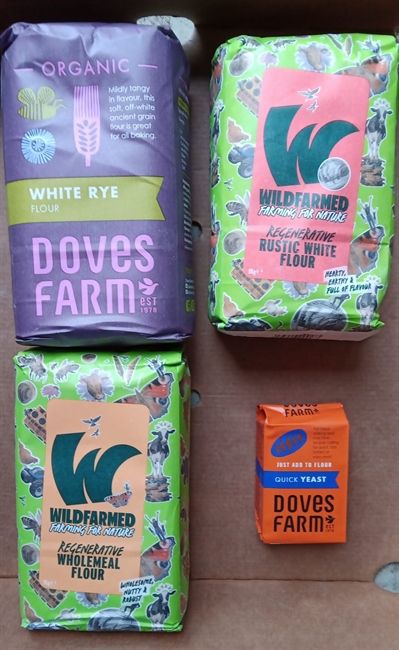 ORGANIC
Mildly tangy
in flavour, this
soft, off-white
ancient grain
flour is great
for all baking.
WHITE RYE
FLOUR
DOVES
FARM
EST
1978
W
WILDFARMED
FARMING FOR NATURE
REGENERATIVE
RUSTIC WHITE
FLOUR
HEARTY,
EARTHY &
FULL OF FLAVOUR
W
WILDFARMED
FARMING FOR NATURE
REGENERATIVE
WHOLEMEAL
FLOUR
WHOLESOME,
NUTTY &
ROBUST
DOVES
FARM
JUST ADD TO FLOUR
QUICK YEAST
DOVES
FARM
EST
1978